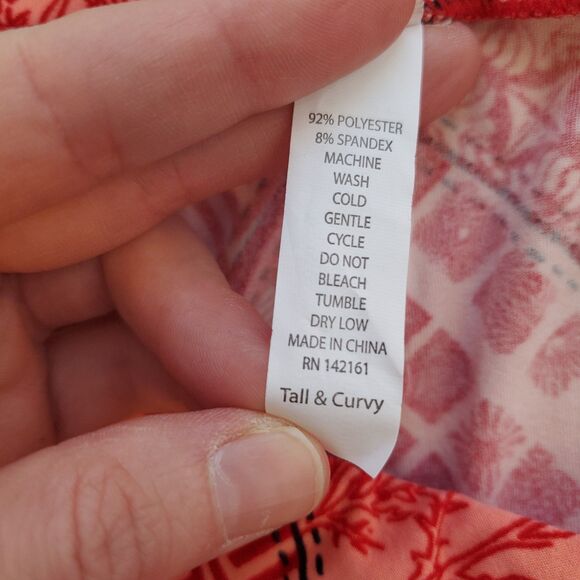 92% POLYESTER
8% SPANDEX
MACHINE
WASH
COLD
GENTLE
CYCLE
DO NOT
BLEACH
TUMBLE
DRY LOW
MADE IN CHINA
RN 142161
Tall & Curvy